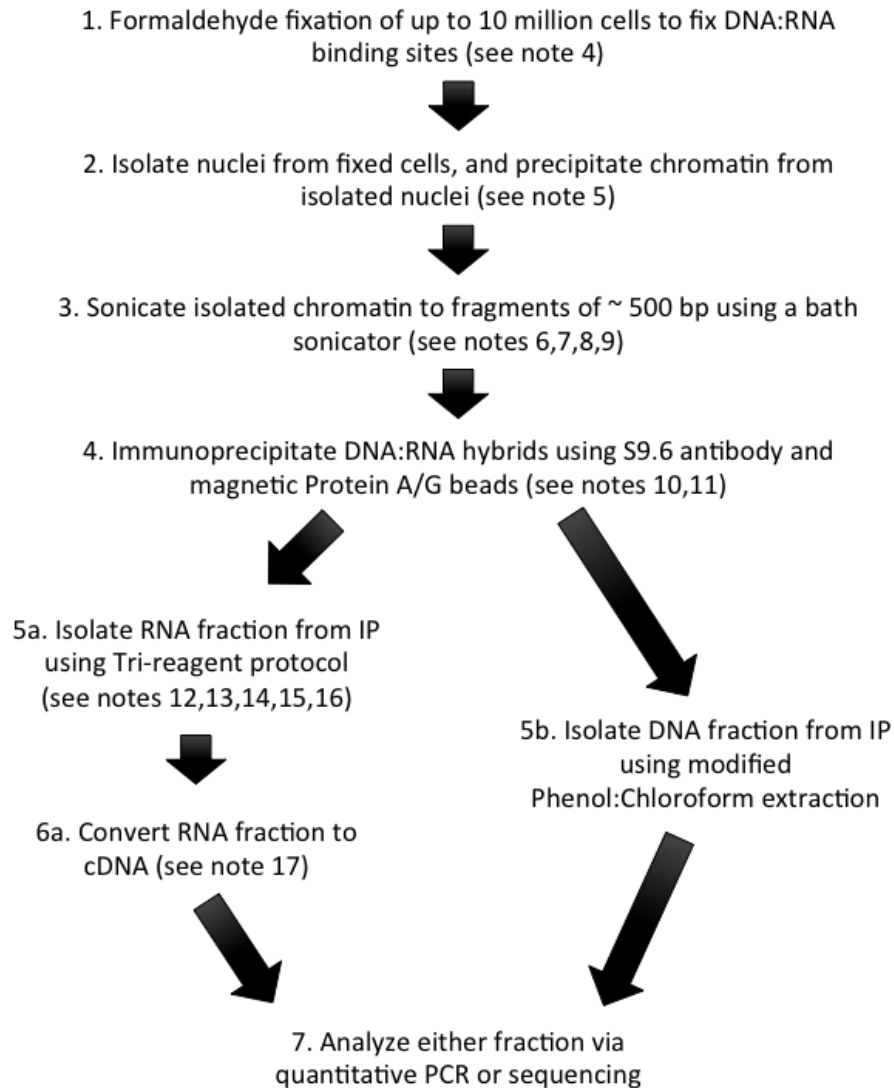 1. Formaldehyde fixation of up to 10 million cells to fix DNA:RNA
binding sites (see note 4)
2. Isolate nuclei from fixed cells, and precipitate chromatin from
isolated nuclei (see note 5)
3. Sonicate isolated chromatin to fragments of ~ 500 bp using a bath
sonicator (see notes 6,7,8,9)
4. Immunoprecipitate DNA:RNA hybrids using S9.6 antibody and
magnetic Protein A/G beads (see notes 10,11)
5a. Isolate RNA fraction from IP
using Tri-reagent protocol
(see notes 12,13,14,15,16)
5b. Isolate DNA fraction from IP
using modified
Phenol:Chloroform extraction
6a. Convert RNA fraction to
cDNA (see note 17)
7. Analyze either fraction via
quantitative PCR or sequencing